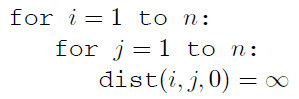 for i = 1 to n:
for j = 1 to n:
dist(i, j, 0) = ∞